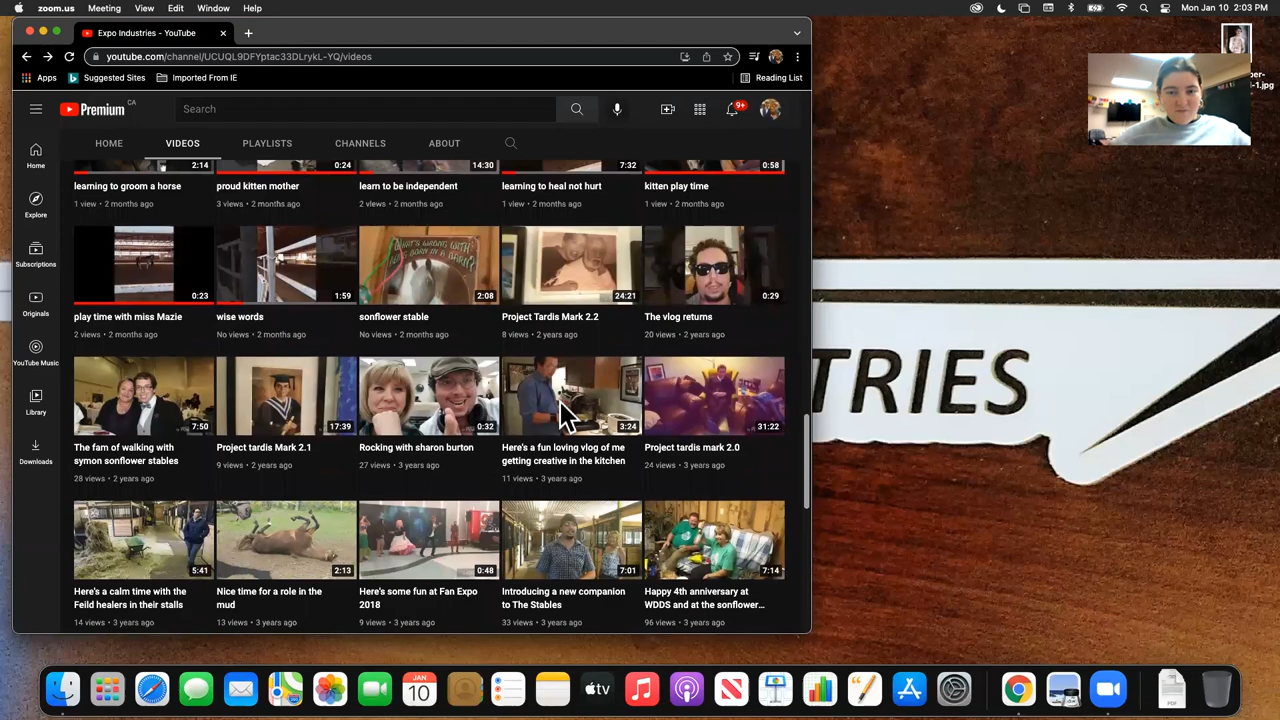 zoom.us Meeting View Edit Video Window Help
Mon Jan 10 2:03 PM
Expo Industries - YouTube
youtube.com/channel/UCUQL9DFYptac33DLrykL-YQ/videos
Apps Suggested Sites Imported From IE Reading List
Premium CA Search 9+
HOME VIDEOS PLAYLISTS CHANNELS ABOUT
Home
Explore
Subscriptions
Originals
YouTube Music
Library
Downloads
2:14 0:24 14:30 7:32 0:58
learning to groom a horse proud kitten mother learn to be independent learning to heal not hurt kitten play time
1 view • 2 months ago 3 views • 2 months ago 2 views • 2 months ago 1 view • 2 months ago 1 view • 2 months ago
WHAT'S WRONG WITH
BORN IN A BARN?
0:23 1:59 2:08 24:21 0:29
play time with miss Mazie wise words sonflower stable Project Tardis Mark 2.2 The vlog returns
2 views • 2 months ago No views • 2 months ago No views • 2 months ago 8 views • 2 years ago 20 views • 2 years ago
7:50 17:39 0:32 3:24 31:22
The fam of walking with Project tardis Mark 2.1 Rocking with sharon burton Here's a fun loving vlog of me Project tardis mark 2.0
symon sonflower stables getting creative in the kitchen
28 views • 2 years ago 9 views • 2 years ago 27 views • 3 years ago 11 views • 3 years ago 24 views • 3 years ago
5:41 2:13 0:48 7:01 7:14
Here's a calm time with the Nice time for a role in the Here's some fun at Fan Expo Introducing a new companion Happy 4th anniversary at
Feild healers in their stalls mud 2018 to The Stables WDDS and at the sonflower...
14 views • 3 years ago 13 views • 3 years ago 9 views • 3 years ago 33 views • 3 years ago 96 views • 3 years ago
TRIES
-1.jpg
JAN
10
tv
PDF